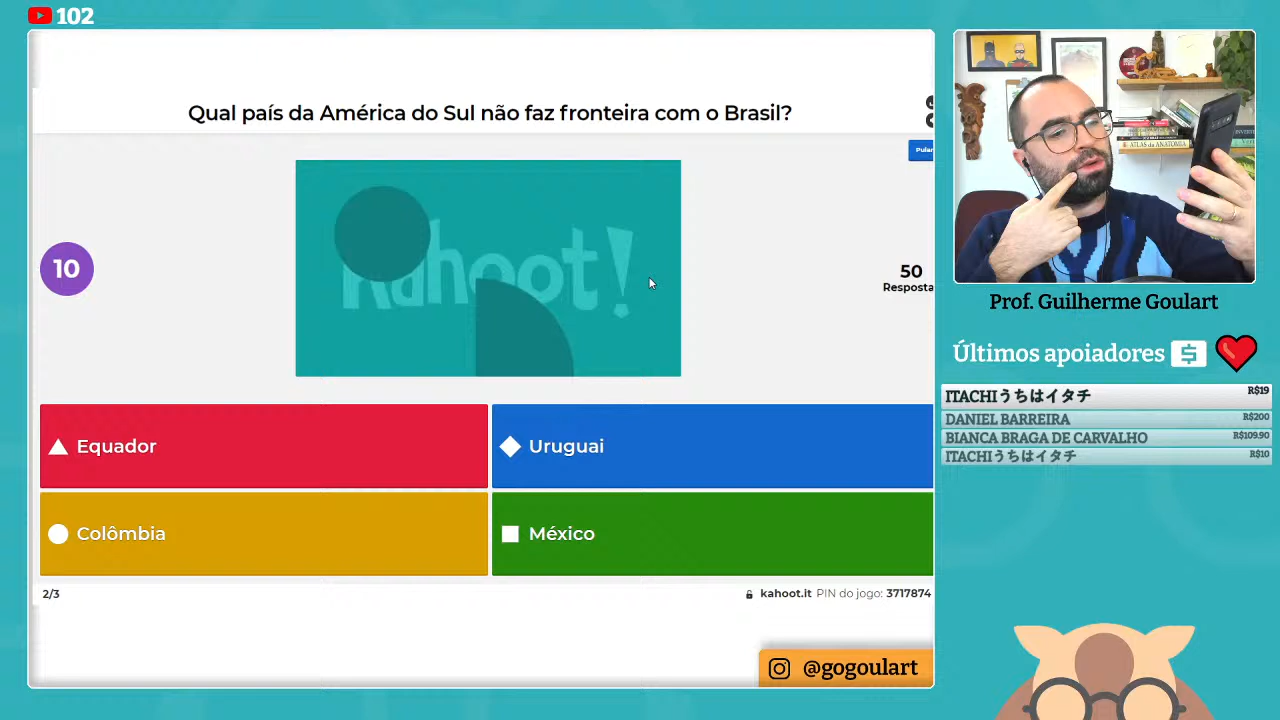 102
Qual país da América do Sul não faz fronteira com o Brasil?
Pular
10
Kahoot!
50
Resposta
Equador
Uruguai
Colômbia
México
2/3
kahoot.it PIN do jogo: 3717874
@gogoulart
ATLAS da ANATOMIA
Prof. Guilherme Goulart
Últimos apoiadores
ITACHIうちはイタチ R$19
DANIEL BARREIRA R$200
BIANCA BRAGA DE CARVALHO R$109.90
ITACHIうちはイタチ R$10